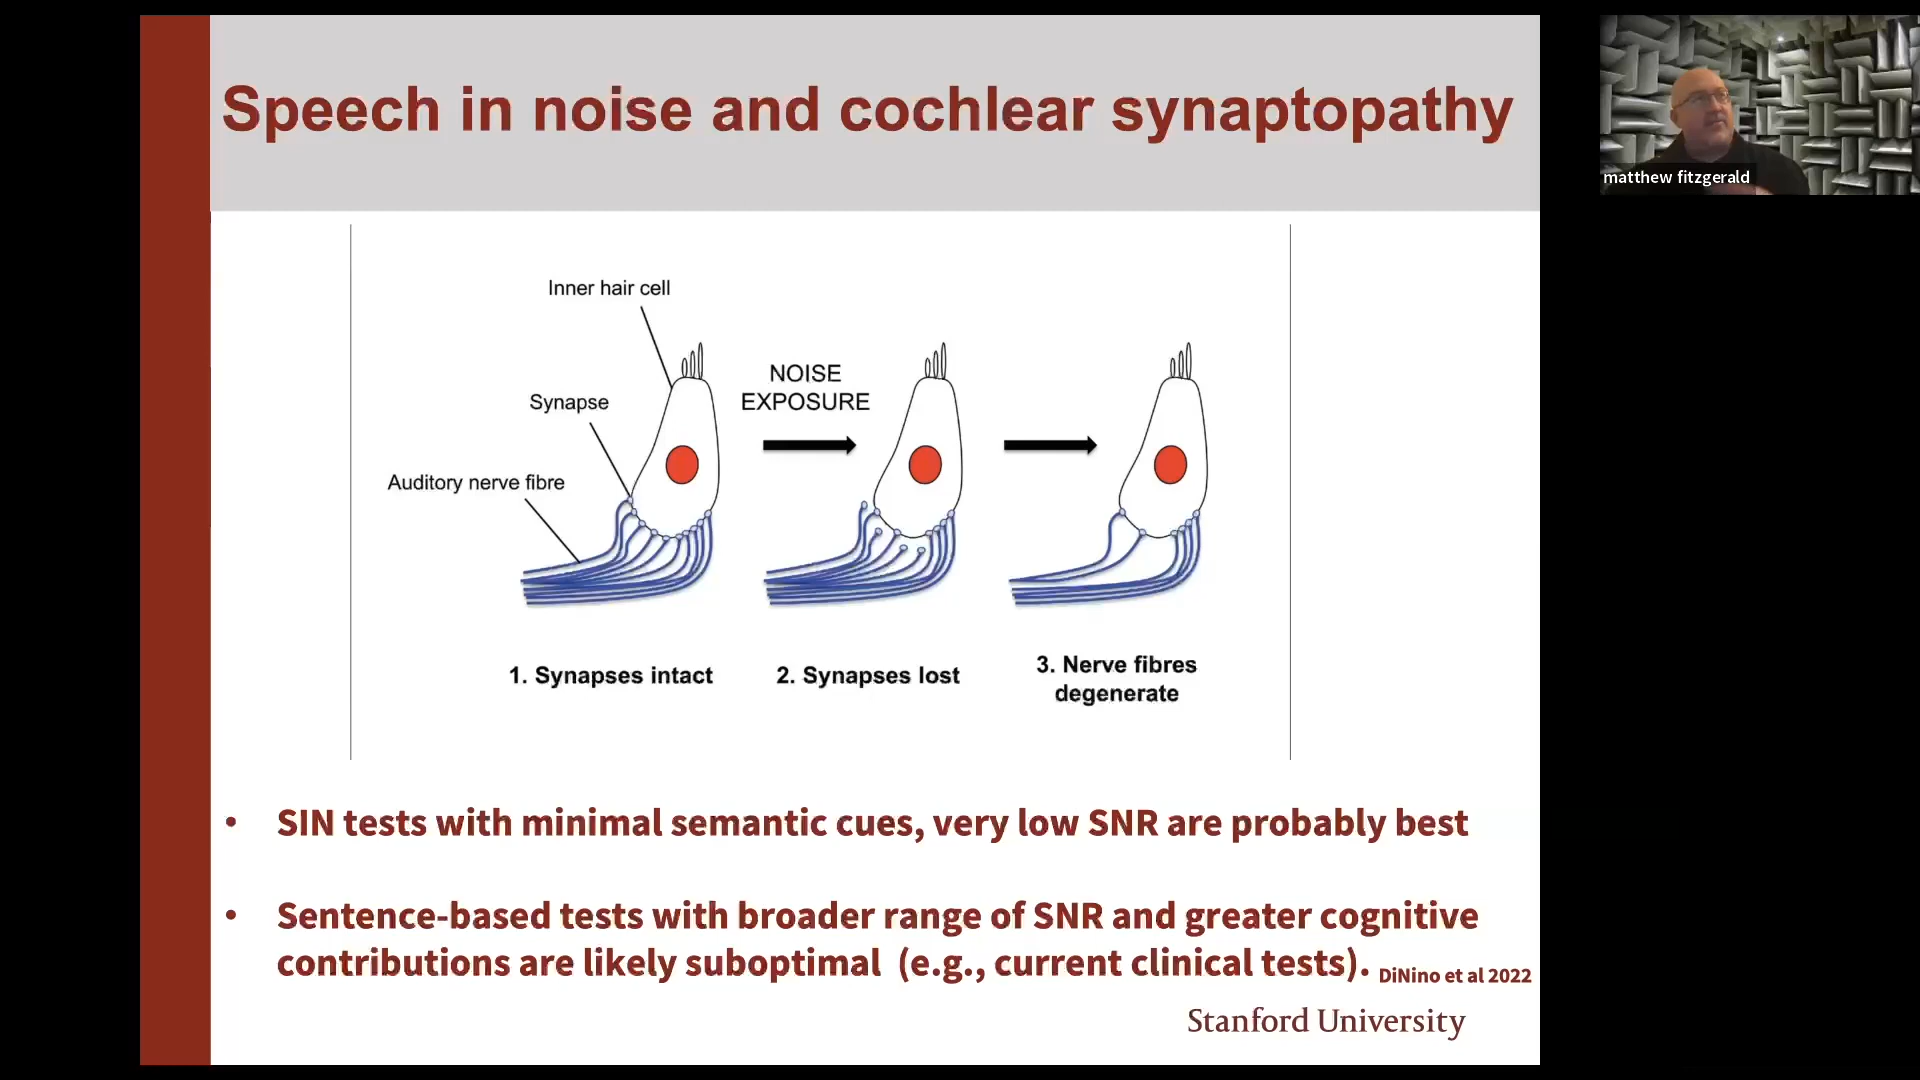 Speech in noise and cochlear synaptopathy
matthew fitzgerald
Inner hair cell
Synapse
Auditory nerve fibre
NOISE
EXPOSURE
1. Synapses intact
2. Synapses lost
3. Nerve fibres
degenerate
• SIN tests with minimal semantic cues, very low SNR are probably best
• Sentence-based tests with broader range of SNR and greater cognitive
contributions are likely suboptimal (e.g., current clinical tests). DiNino et al 2022
Stanford University